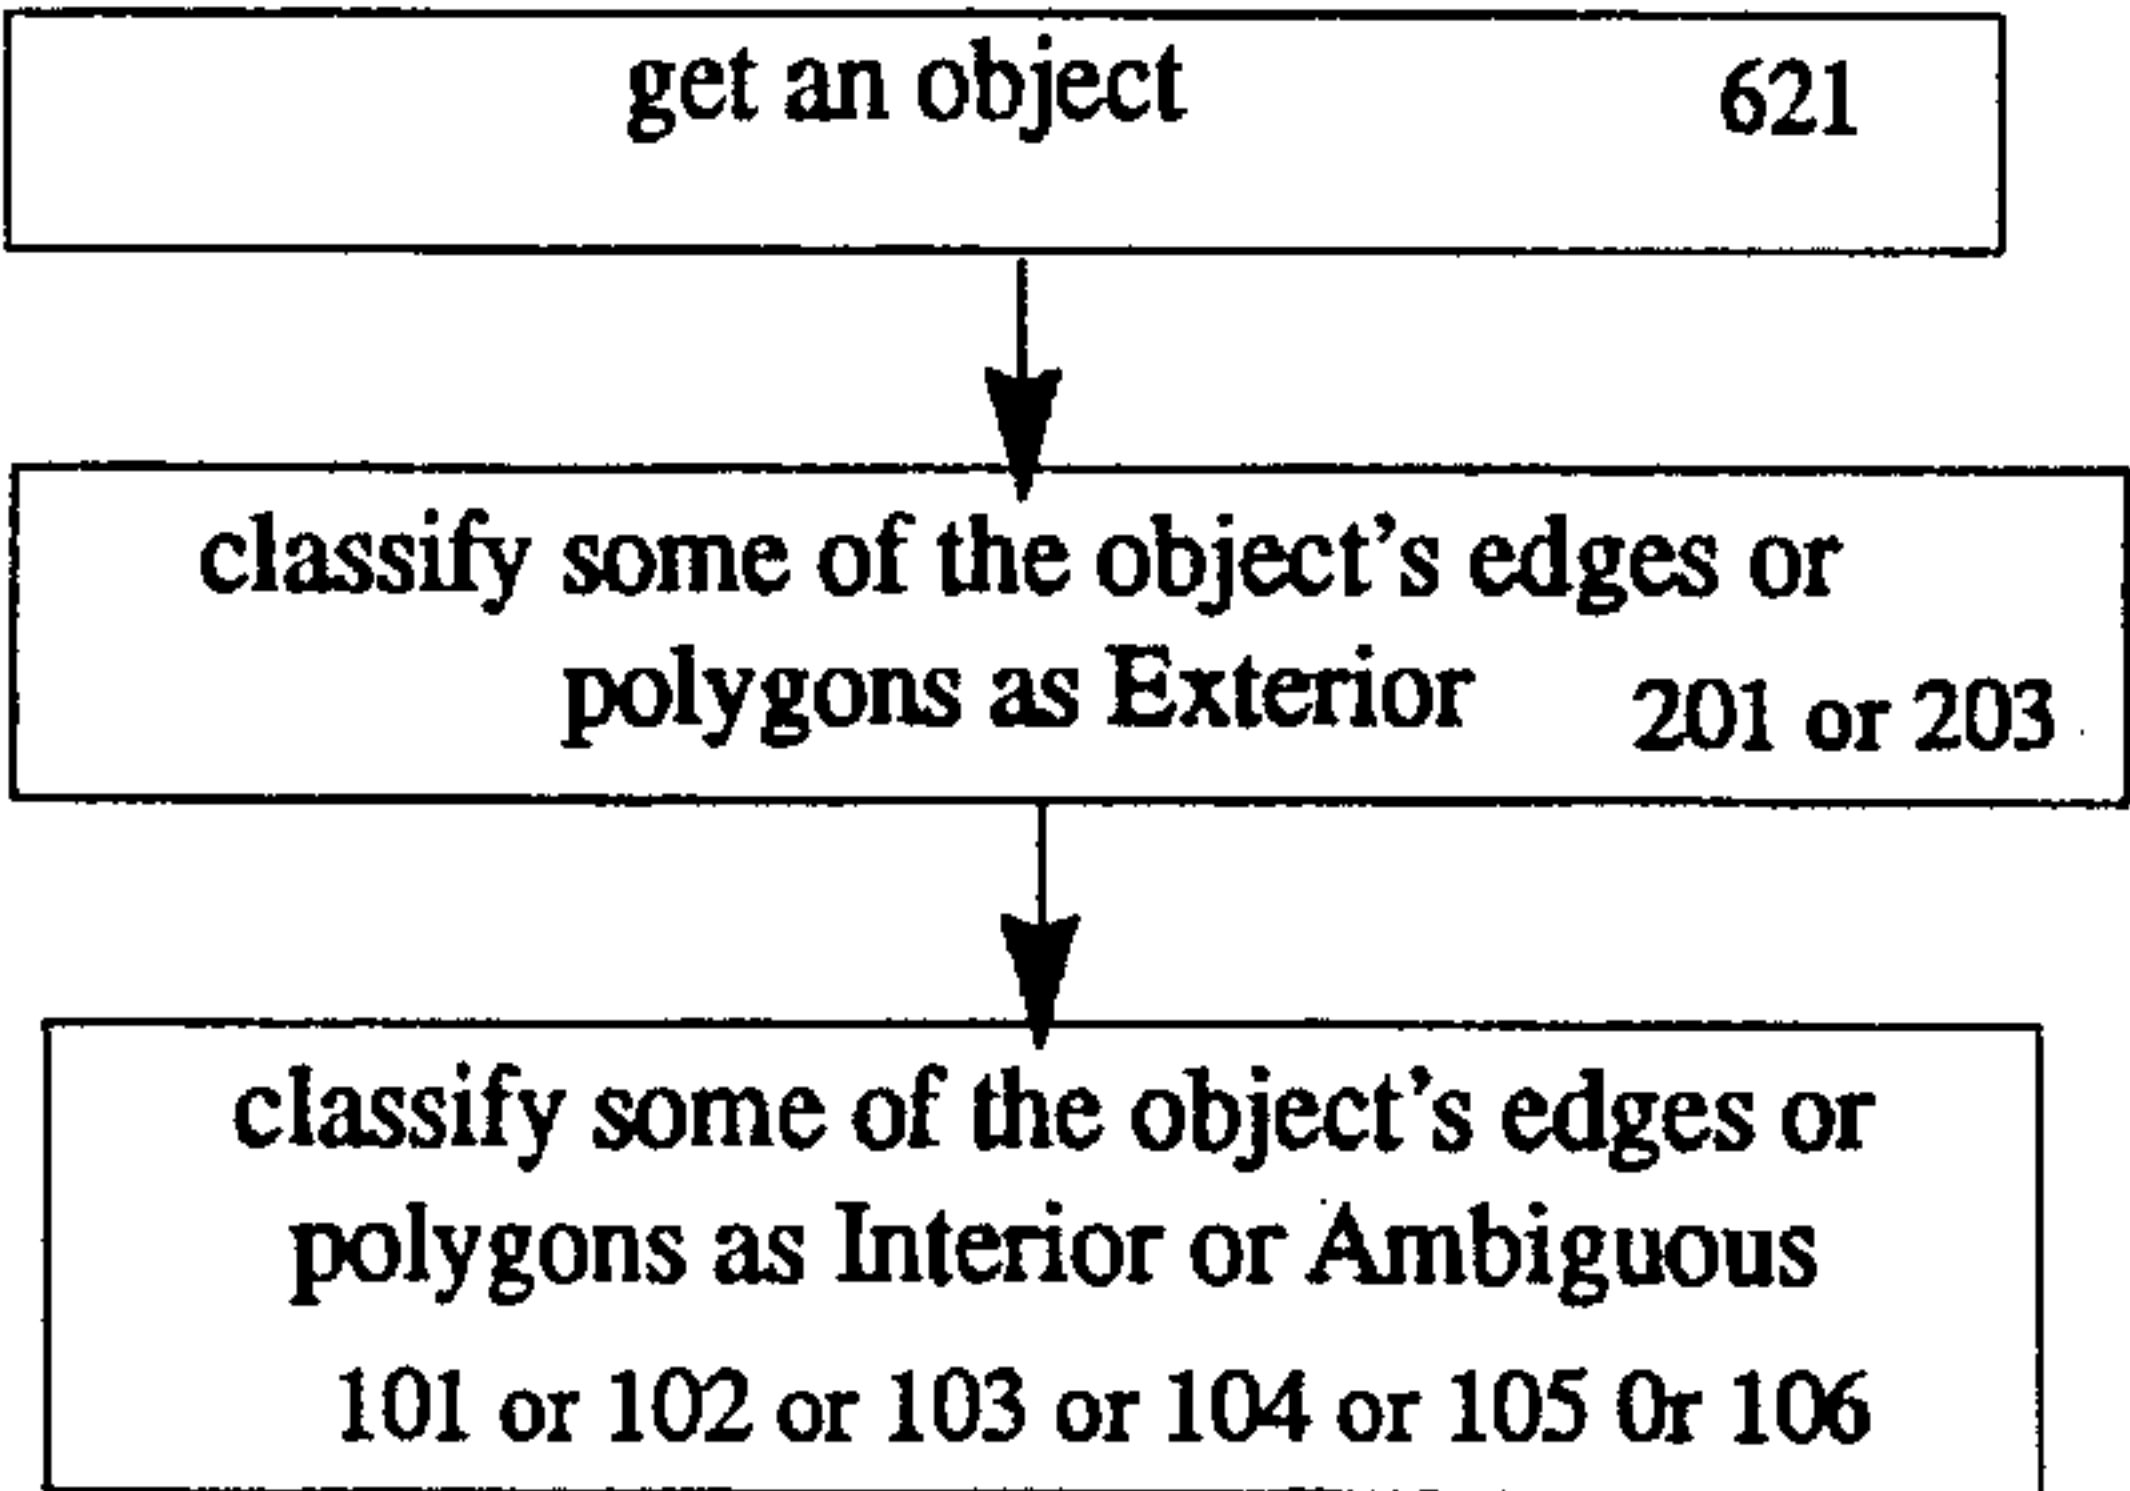 get an object 621
classify some of the object's edges or
polygons as Exterior 201 or 203
classify some of the object's edges or
polygons as Interior or Ambiguous
101 or 102 or 103 or 104 or 105 0r 106